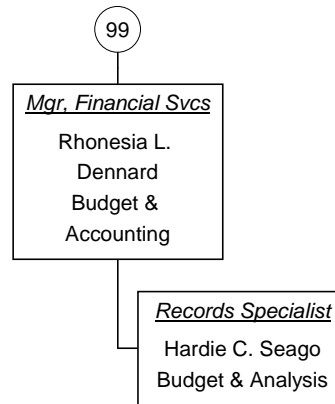 99
Mgr, Financial Svcs
Rhonesia L.
Dennard
Budget &
Accounting
Records Specialist
Hardie C. Seago
Budget & Analysis